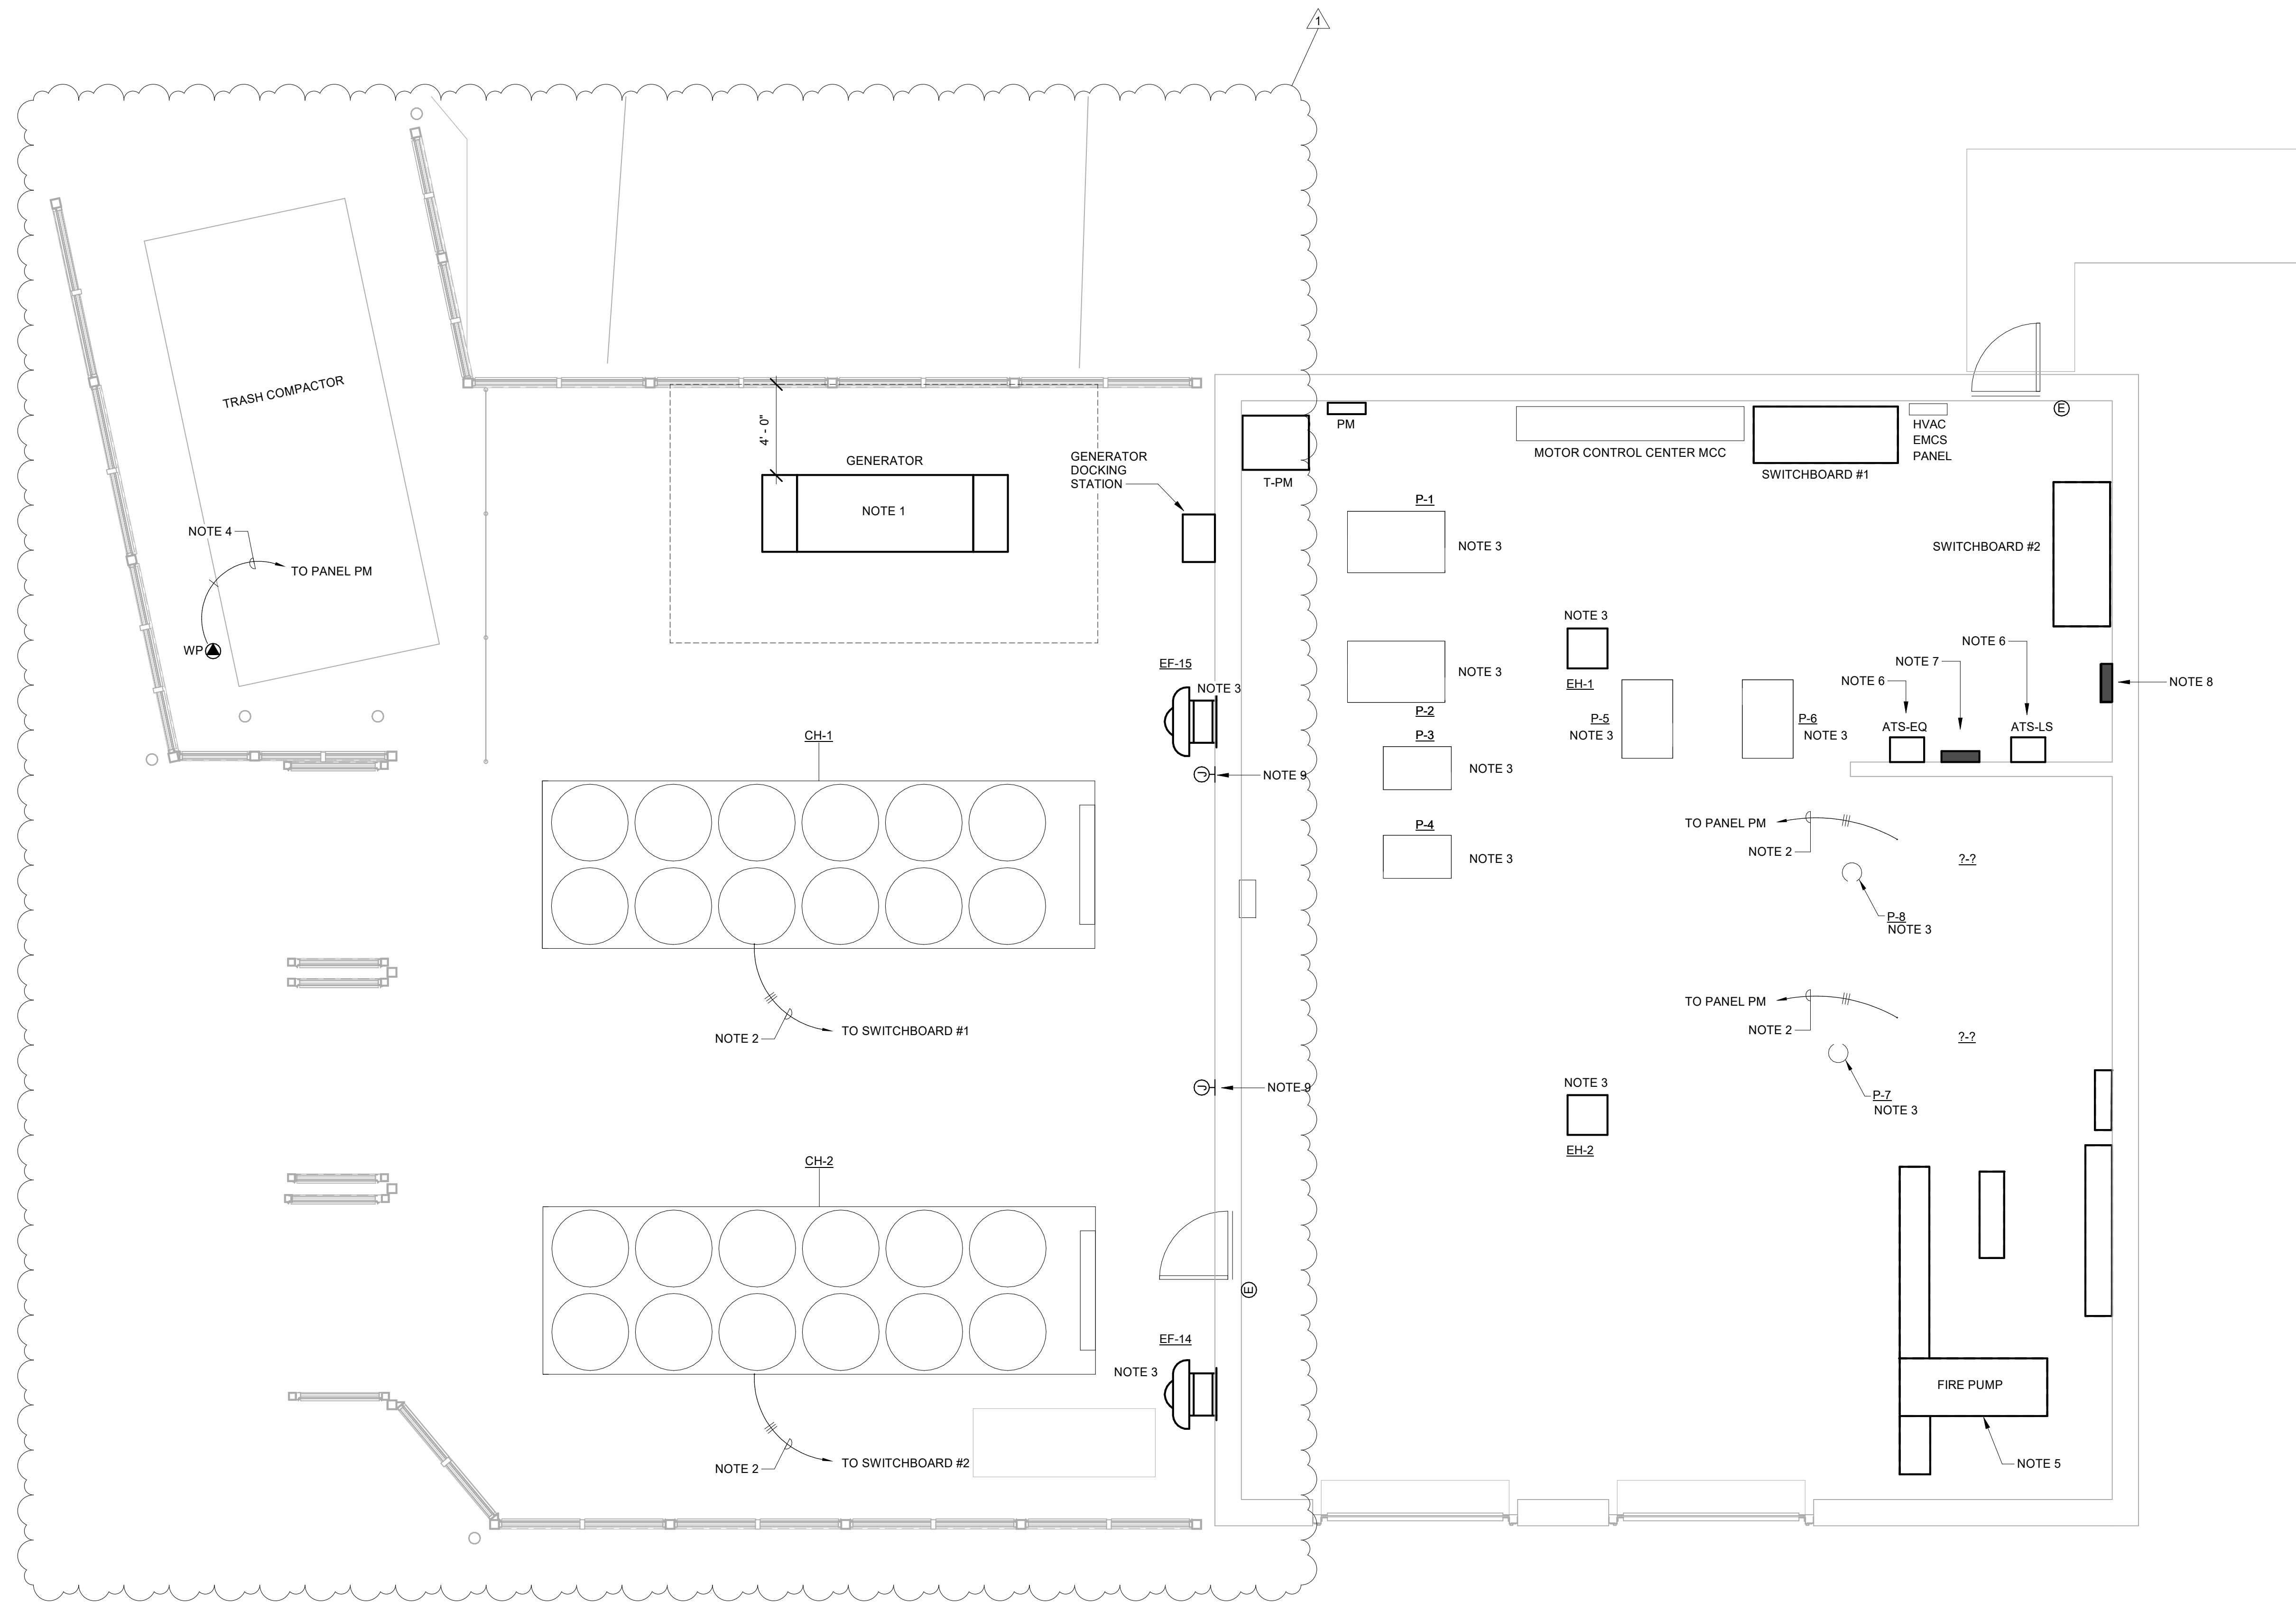 1
TRASH COMPACTOR
4' - 0"
GENERATOR
NOTE 1
GENERATOR
DOCKING
STATION
T-PM
PM
MOTOR CONTROL CENTER MCC
SWITCHBOARD #1
HVAC
EMCS
PANEL
E
SWITCHBOARD #2
NOTE 4
TO PANEL PM
WP
P-1
NOTE 3
NOTE 3
P-2
P-3
NOTE 3
P-4
NOTE 3
NOTE 3
EH-1
P-5
NOTE 3
P-6
NOTE 3
NOTE 6
NOTE 7
NOTE 6
ATS-EQ
ATS-LS
NOTE 8
EF-15
NOTE 3
J
NOTE 9
CH-1
NOTE 2
TO SWITCHBOARD #1
TO PANEL PM
NOTE 2
?-?
P-8
NOTE 3
TO PANEL PM
NOTE 2
?-?
P-7
NOTE 3
J
NOTE 9
NOTE 3
EH-2
CH-2
E
EF-14
NOTE 3
NOTE 2
TO SWITCHBOARD #2
FIRE PUMP
NOTE 5